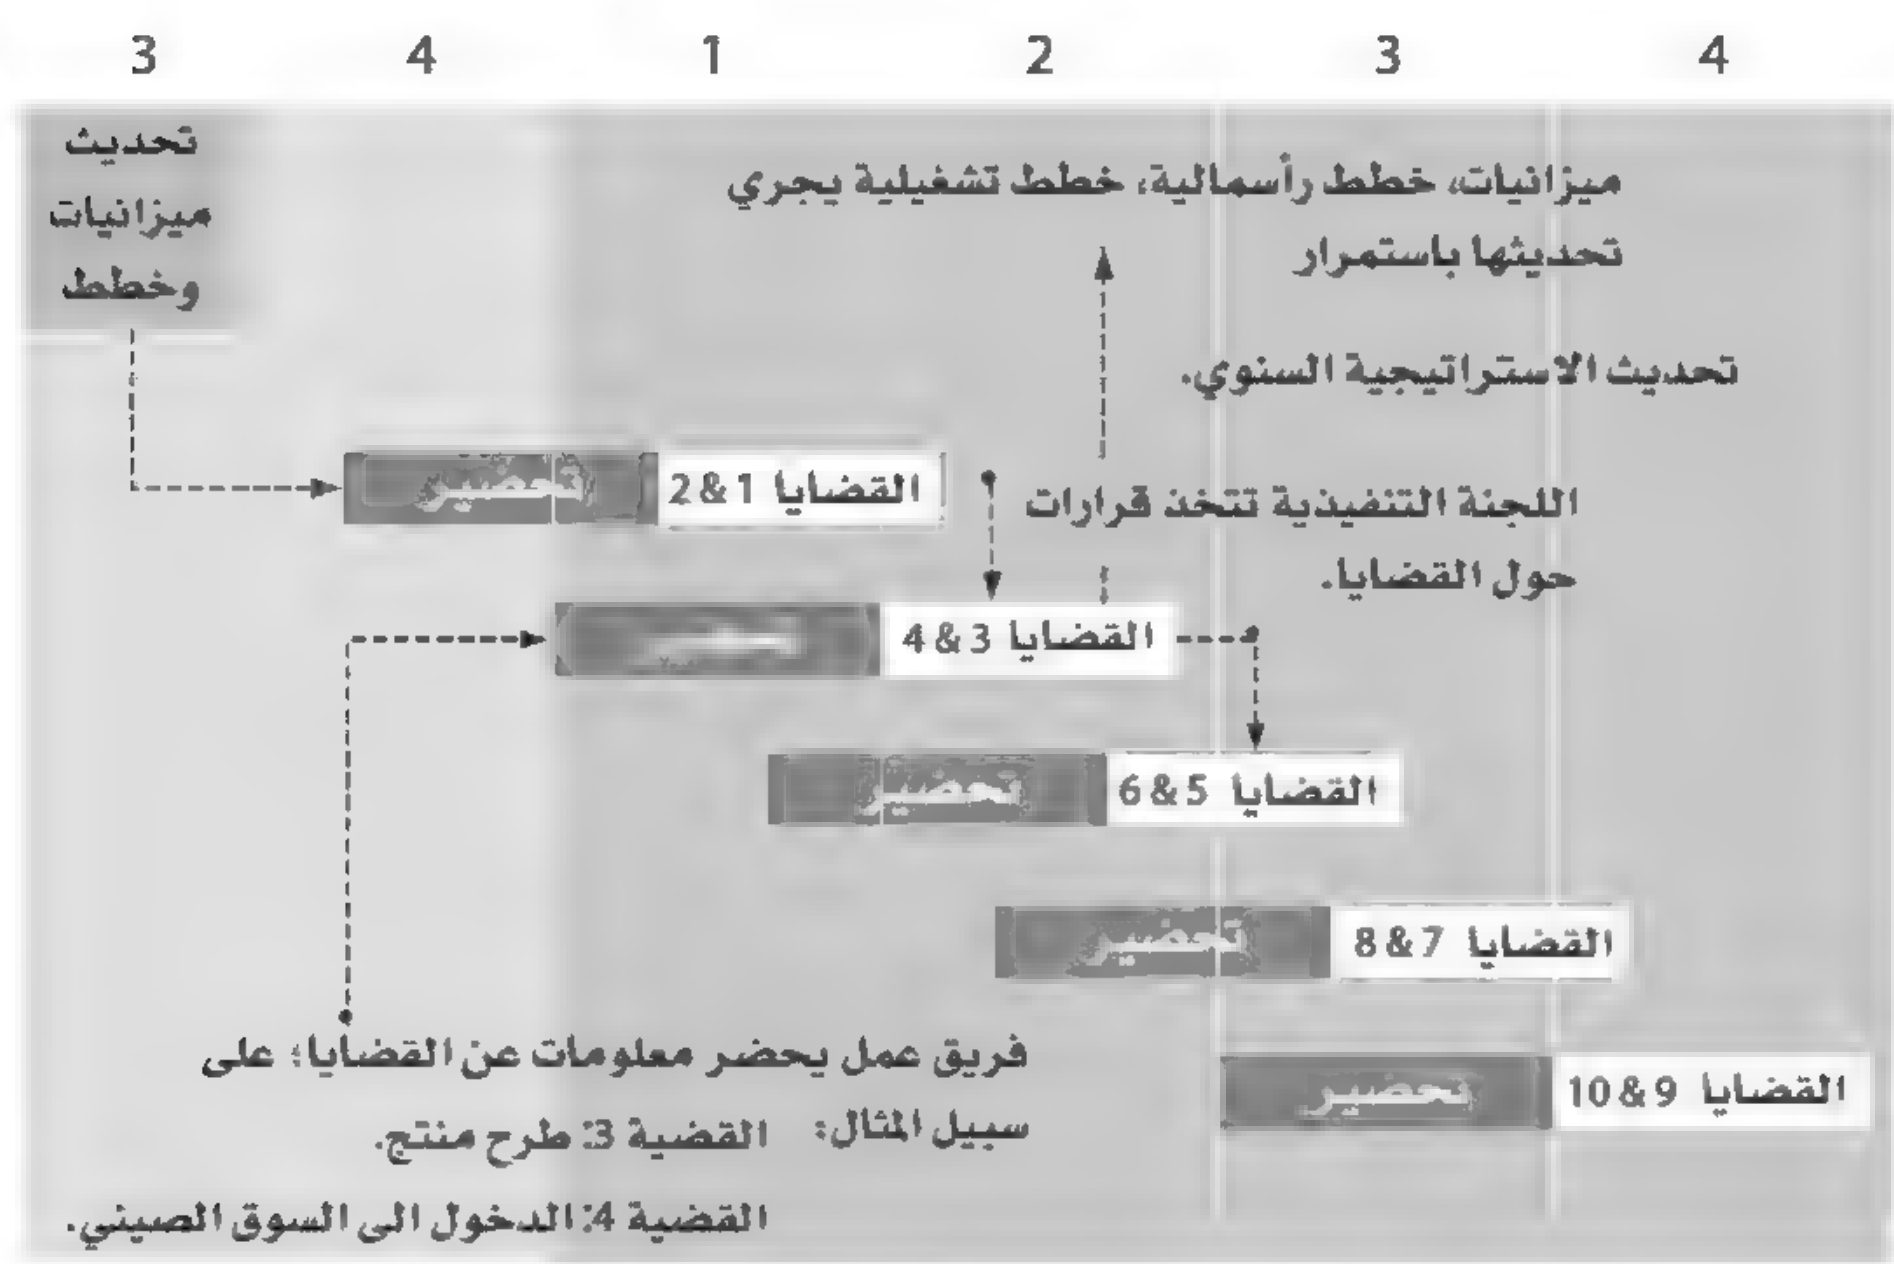 3 4 1 2 3 4
تحديث
ميزانيات
وخطط
ميزانيات، خطط رأسمالية، خطط تشغيلية يجري
تحديثها باستمرار
تحديث الاستراتيجية السنوي.
تحضير
القضايا 1 & 2
اللجنة التنفيذية تتخذ قرارات
حول القضايا.
القضايا 3 & 4
تحضير
القضايا 5 & 6
تحضير
القضايا 7 & 8
تحضير
القضايا 9 & 10
فريق عمل يحضر معلومات عن القضايا؛ على
سبيل المثال: القضية 3: طرح منتج.
القضية 4: الدخول الى السوق الصيني.